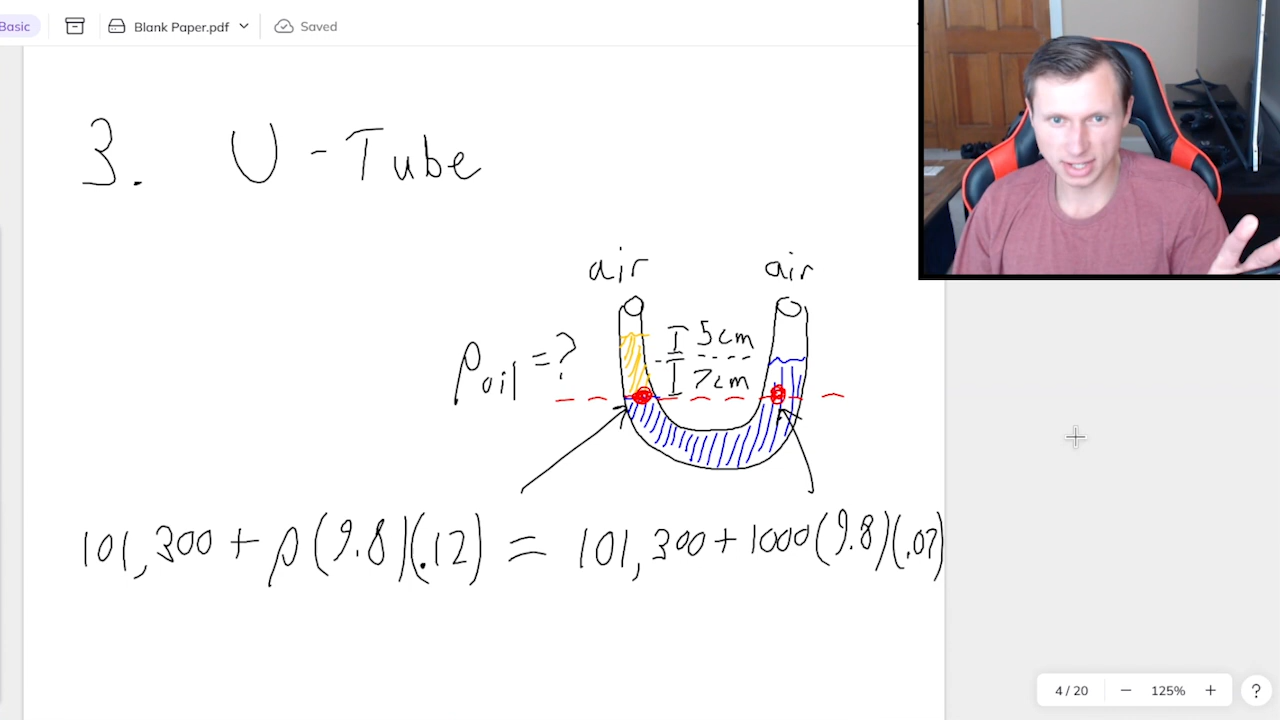 Basic
Blank Paper.pdf
Saved
3. U-Tube
air air
5cm
ρoil=?
7cm
101,300+ρ(9.8)(.12)=101,300+1000(9.8)(.07)
4 / 20
125%
?